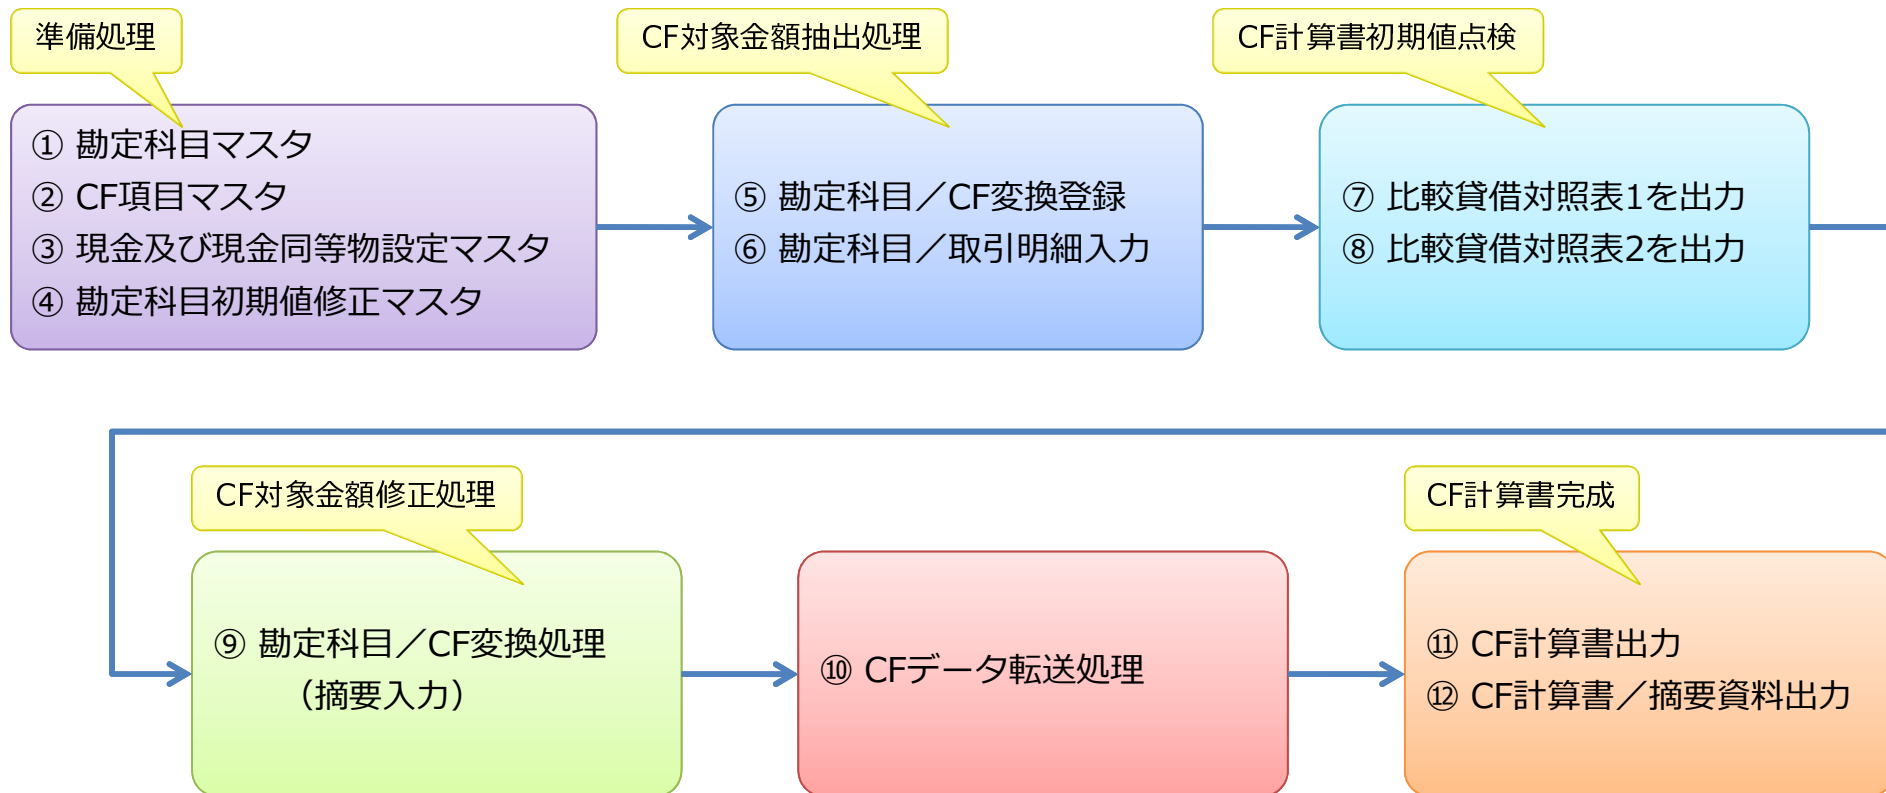 準備処理
① 勘定科目マスタ
② CF項目マスタ
③ 現金及び現金同等物設定マスタ
④ 勘定科目初期値修正マスタ
CF対象金額抽出処理
⑤ 勘定科目／CF変換登録
⑥ 勘定科目／取引明細入力
CF計算書初期値点検
⑦ 比較貸借対照表1を出力
⑧ 比較貸借対照表2を出力
CF対象金額修正処理
⑨ 勘定科目／CF変換処理
（摘要入力）
⑩ CFデータ転送処理
CF計算書完成
⑪ CF計算書出力
⑫ CF計算書／摘要資料出力